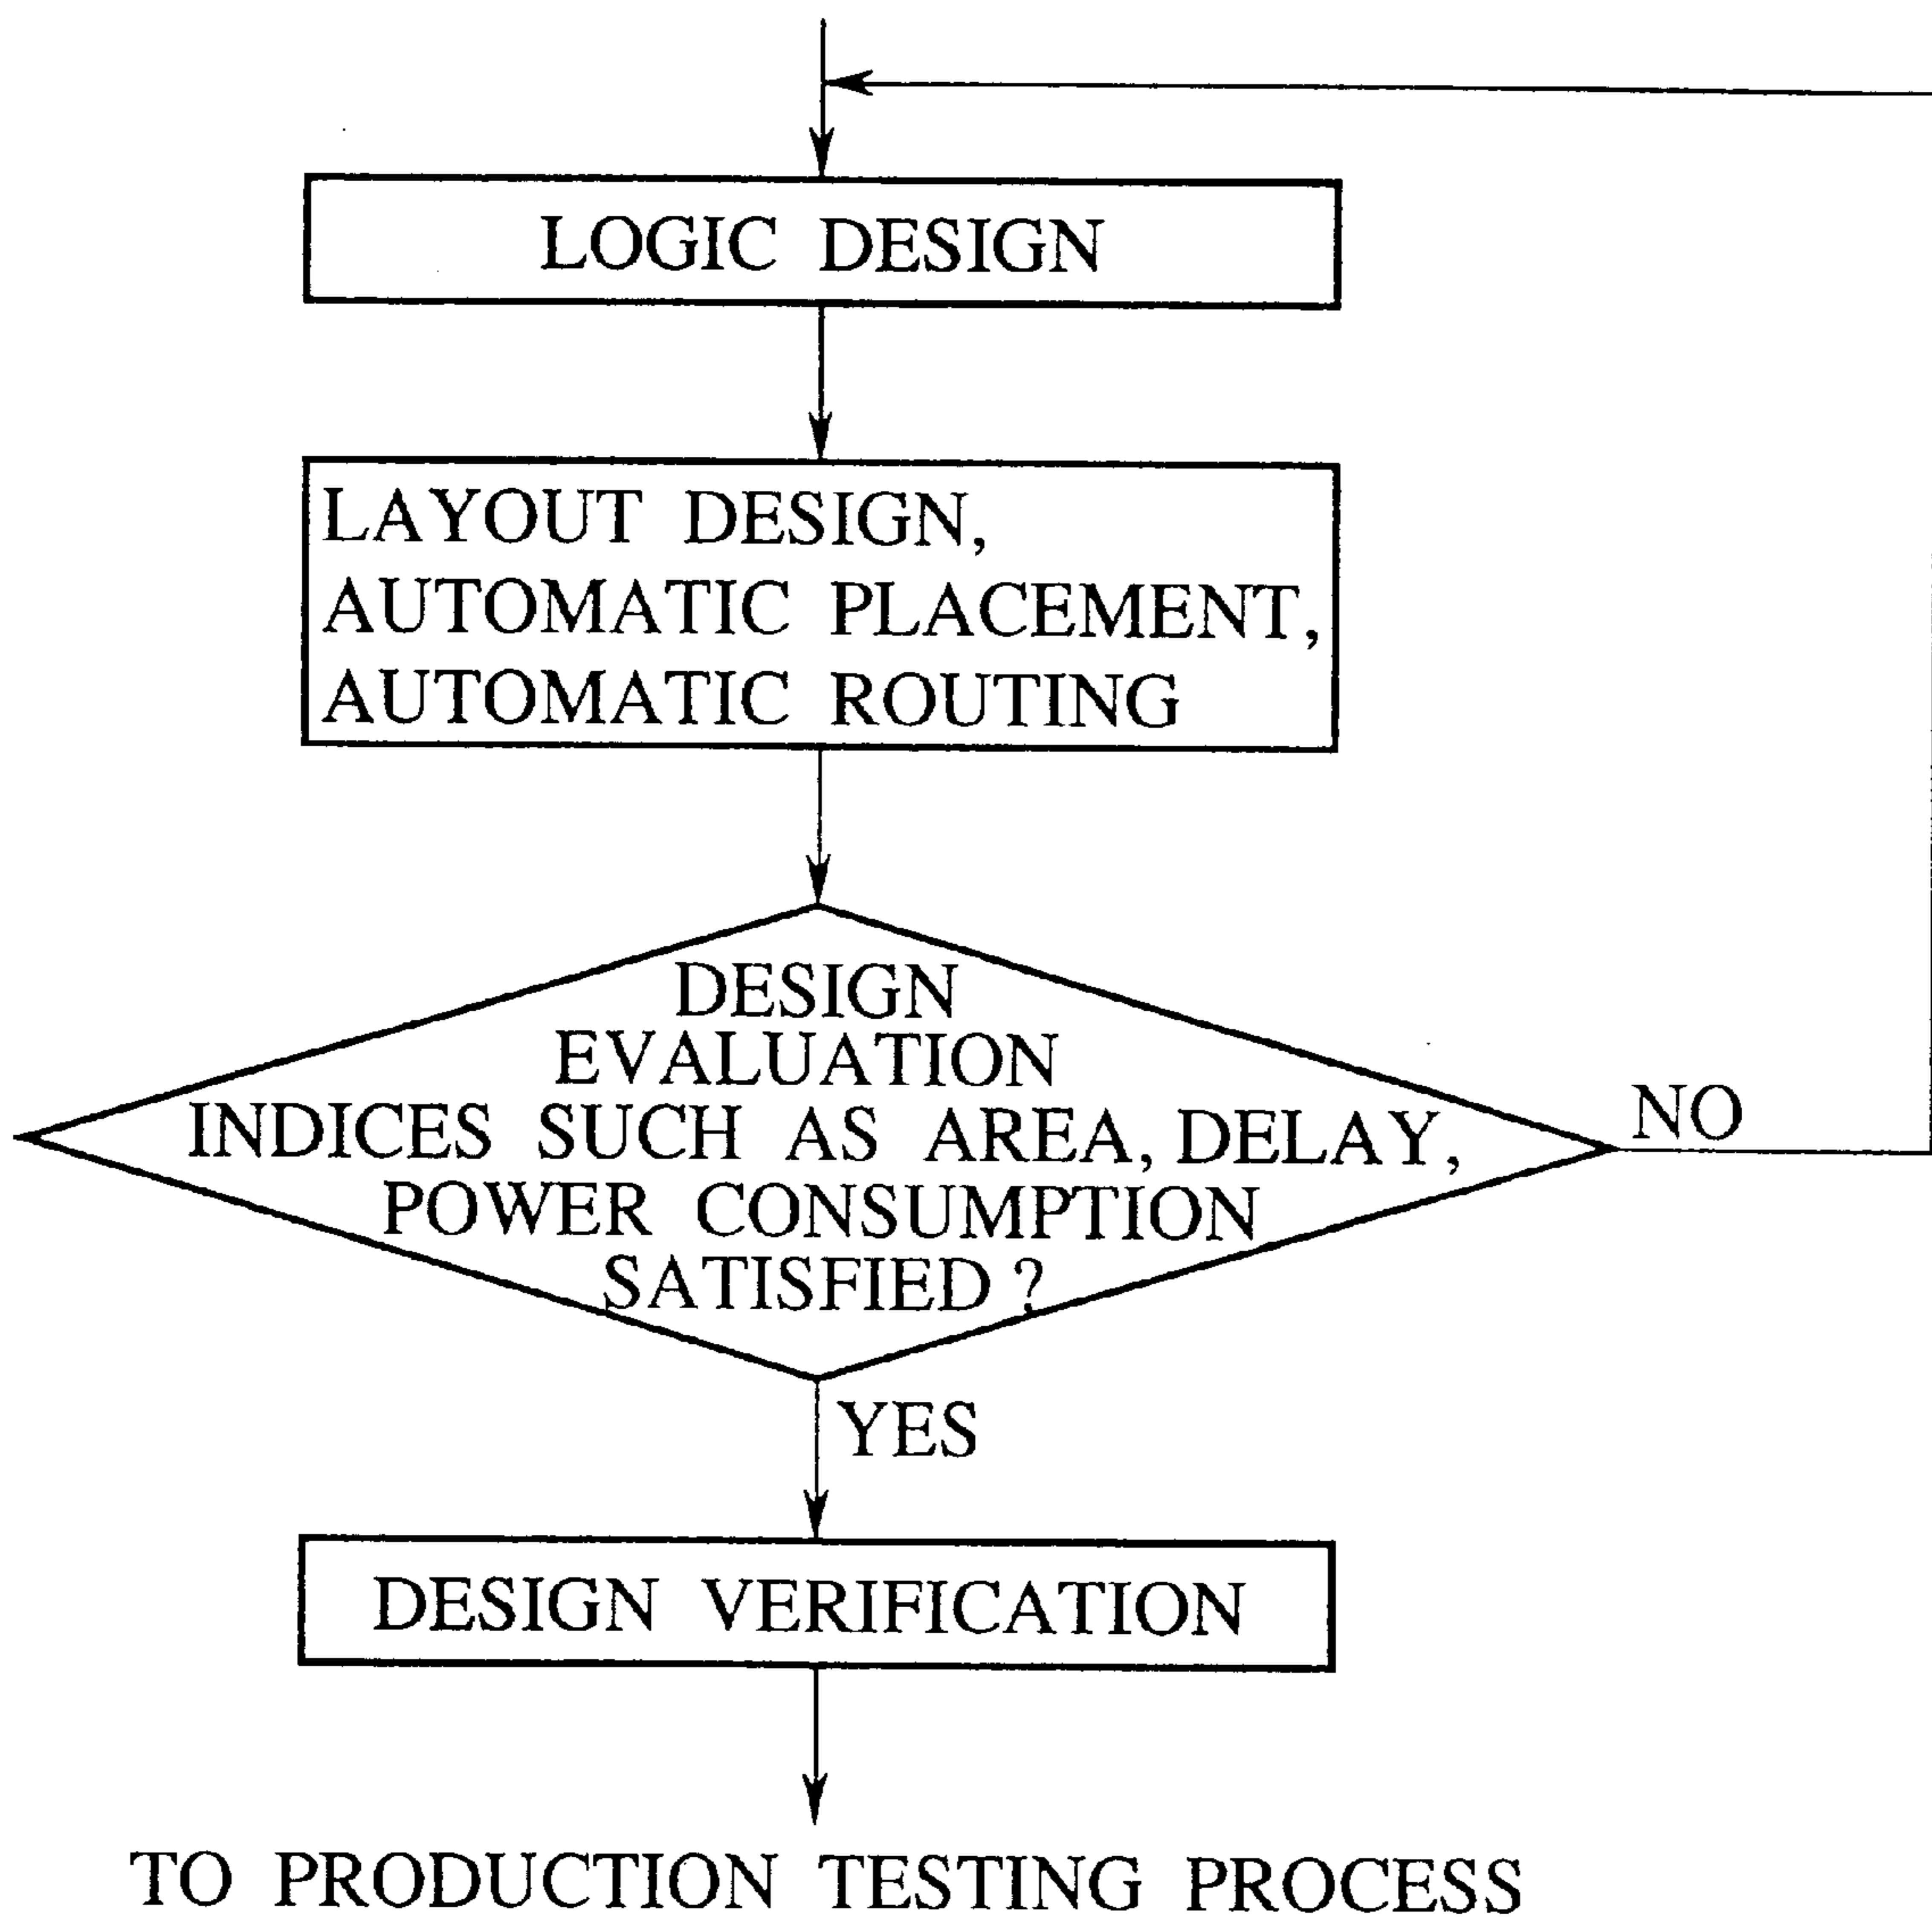 LOGIC DESIGN
LAYOUT DESIGN,
AUTOMATIC PLACEMENT,
AUTOMATIC ROUTING
DESIGN
EVALUATION
INDICES SUCH AS AREA, DELAY,
POWER CONSUMPTION
SATISFIED ?
NO
YES
DESIGN VERIFICATION
TO PRODUCTION TESTING PROCESS